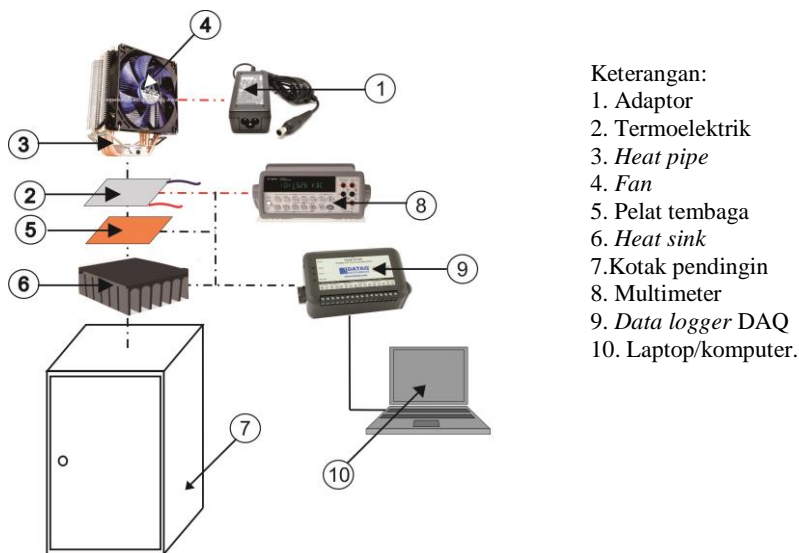 4
1
3
2
8
5
DATAQ
9
6
7
10
Keterangan:
1. Adaptor
2. Termoelektrik
3. Heat pipe
4. Fan
5. Pelat tembaga
6. Heat sink
7.Kotak pendingin
8. Multimeter
9. Data logger DAQ
10. Laptop/komputer.